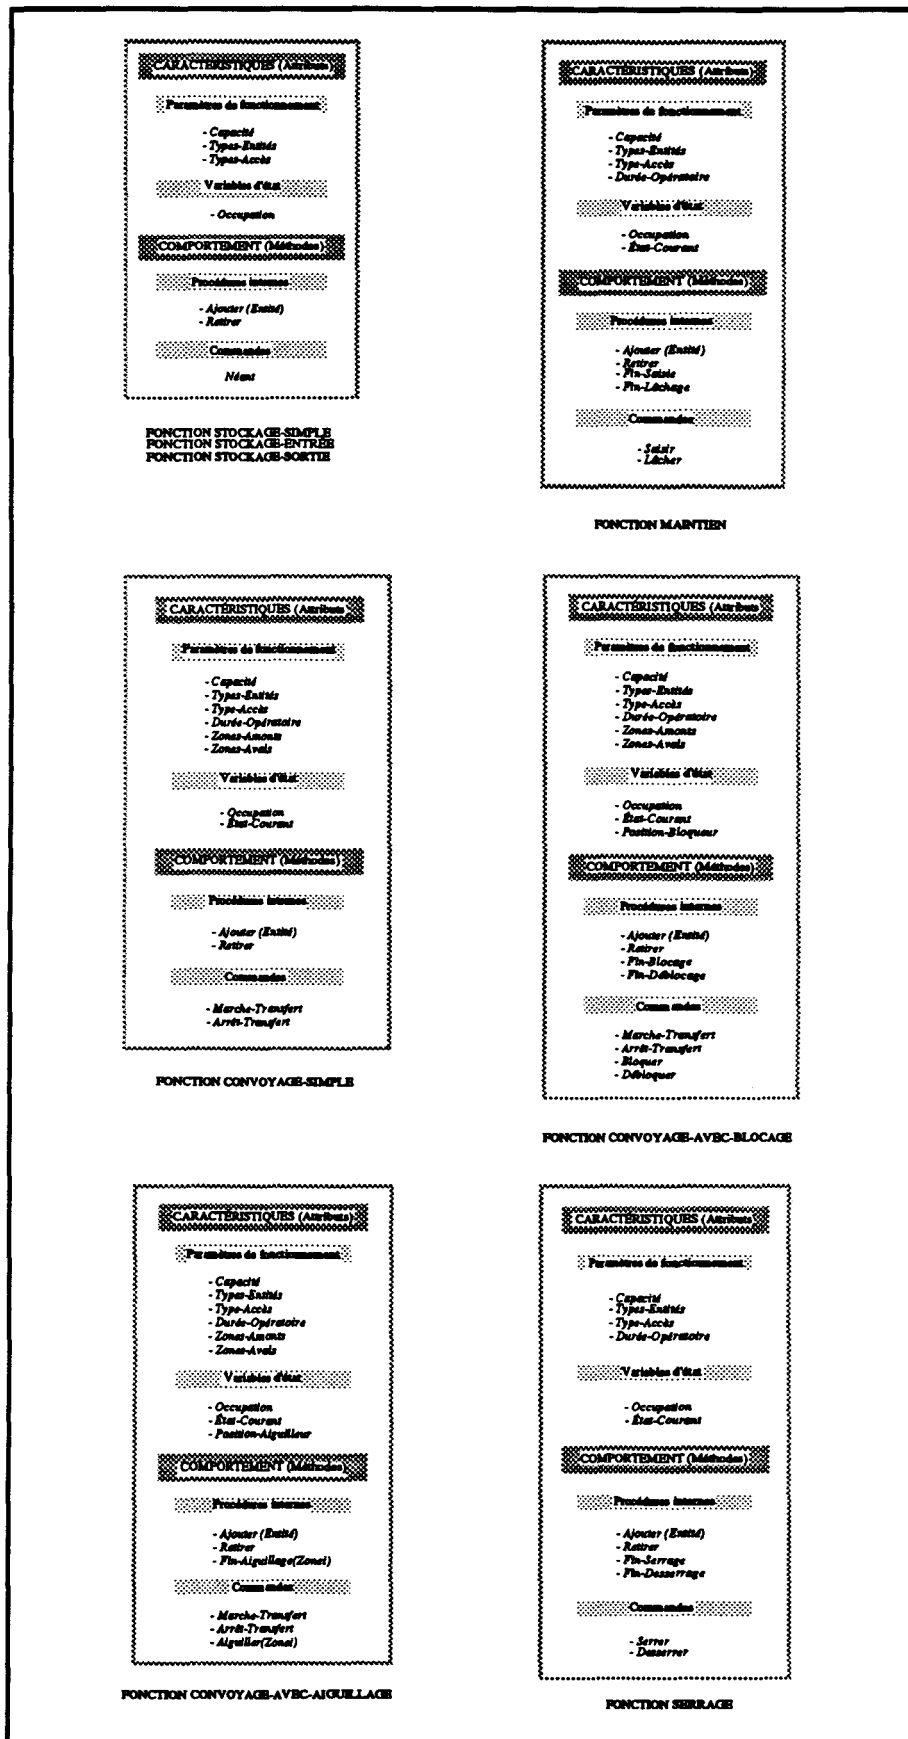 CARACTÉRISTIQUES (Attributs)
Paramètres de fonctionnement
- Capacité
- Types-Entités
- Types-Accès
Variables d'état
- Occupation
COMPORTEMENT (Méthodes)
Procédures internes
- Ajouter (Entité)
- Retirer
Commandes
Néant
FONCTION STOCKAGE-SIMPLE
FONCTION STOCKAGE-ENTRÉE
FONCTION STOCKAGE-SORTIE
CARACTÉRISTIQUES (Attributs)
Paramètres de fonctionnement
- Capacité
- Types-Entités
- Type-Accès
- Durée-Opératoire
Variables d'état
- Occupation
- État-Courant
COMPORTEMENT (Méthodes)
Procédures internes
- Ajouter (Entité)
- Retirer
- Fin-Saisie
- Fin-Lâchage
Commandes
- Saisir
- Lâcher
FONCTION MAINTIEN
CARACTÉRISTIQUES (Attributs
Paramètres de fonctionnement
- Capacité
- Types-Entités
- Type-Accès
- Durée-Opératoire
- Zones-Amonts
- Zones-Avals
Variables d'état
- Occupation
- État-Courant
COMPORTEMENT (Méthodes)
Procédures internes
- Ajouter (Entité)
- Retirer
Commandes
- Marche-Transfert
- Arrêt-Transfert
FONCTION CONVOYAGE-SIMPLE
CARACTÉRISTIQUES (Attributs
Paramètres de fonctionnement
- Capacité
- Types-Entités
- Type-Accès
- Durée-Opératoire
- Zones-Amonts
- Zones-Avals
Variables d'état
- Occupation
- État-Courant
- Position-Bloqueur
COMPORTEMENT (Méthodes)
Procédures internes
- Ajouter (Entité)
- Retirer
- Fin-Blocage
- Fin-Déblocage
Commandes
- Marche-Transfert
- Arrêt-Transfert
- Bloquer
- Débloquer
FONCTION CONVOYAGE-AVEC-BLOCAGE
CARACTÉRISTIQUES (Attributs)
Paramètres de fonctionnement
- Capacité
- Types-Entités
- Type-Accès
- Durée-Opératoire
- Zones-Amonts
- Zones-Avals
Variables d'état
- Occupation
- État-Courant
- Position-Aiguilleur
COMPORTEMENT (Méthodes)
Procédures internes
- Ajouter (Entité)
- Retirer
- Fin-Aiguillage(Zonei)
Commandes
- Marche-Transfert
- Arrêt-Transfert
- Aiguiller(Zonei)
FONCTION CONVOYAGE-AVEC-AIGUILLAGE
CARACTÉRISTIQUES (Attributs
Paramètres de fonctionnement
- Capacité
- Types-Entités
- Type-Accès
- Durée-Opératoire
Variables d'état
- Occupation
- État-Courant
COMPORTEMENT (Méthodes)
Procédures internes
- Ajouter (Entité)
- Retirer
- Fin-Serrage
- Fin-Desserrage
Commandes
- Serrer
- Desserrer
FONCTION SERRAGE